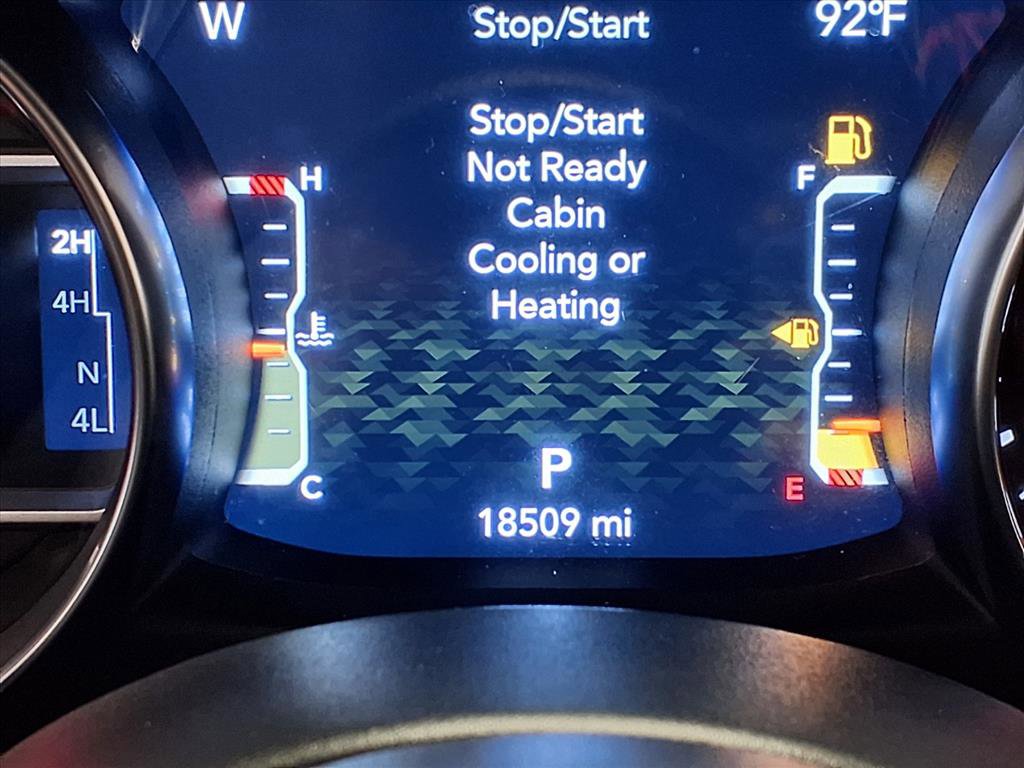 W
Stop/Start
92°F
Stop/Start
Not Ready
Cabin
Cooling or
Heating
H
F
2H
4H
N
4L
C
E
P
18509 mi